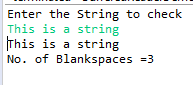 Enter the String to check
This is a string
This is a string
No. of Blankspaces =3